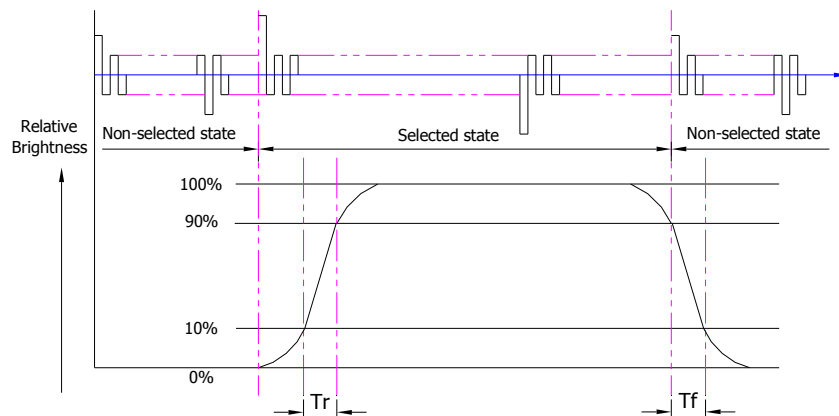 Relative
Brightness
Non-selected state
Selected state
Non-selected state
100%
90%
10%
0%
Tr
Tf